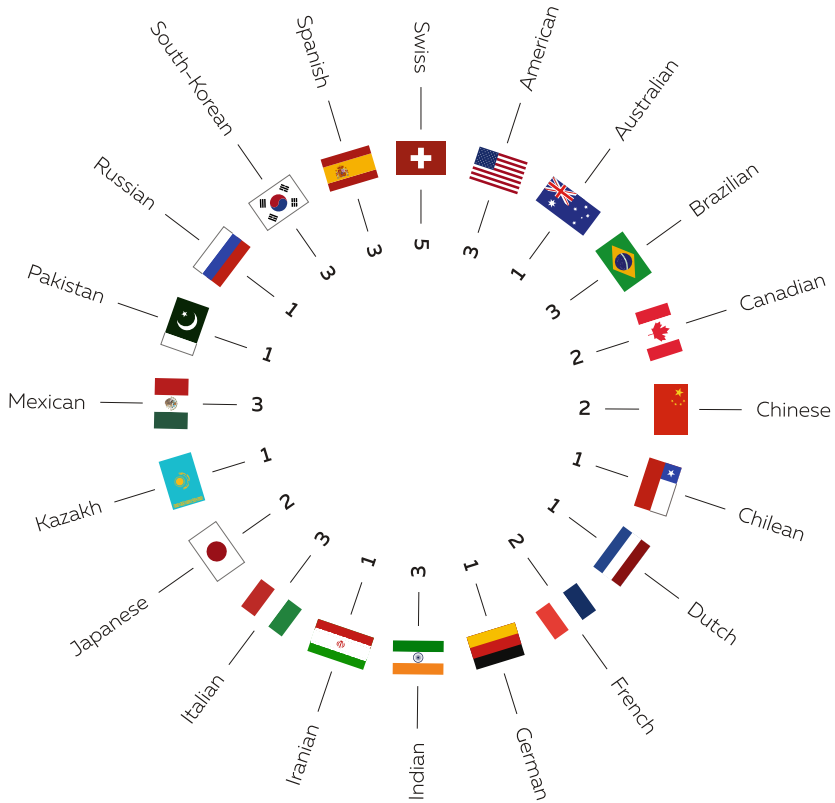 Swiss
5
American
3
Australian
1
Brazilian
3
Canadian
2
Chinese
2
Chilean
1
Dutch
1
French
2
German
1
Indian
3
Iranian
1
Italian
3
Japanese
2
Kazakh
1
Mexican
3
Pakistan
1
Russian
1
South-Korean
3
Spanish
3